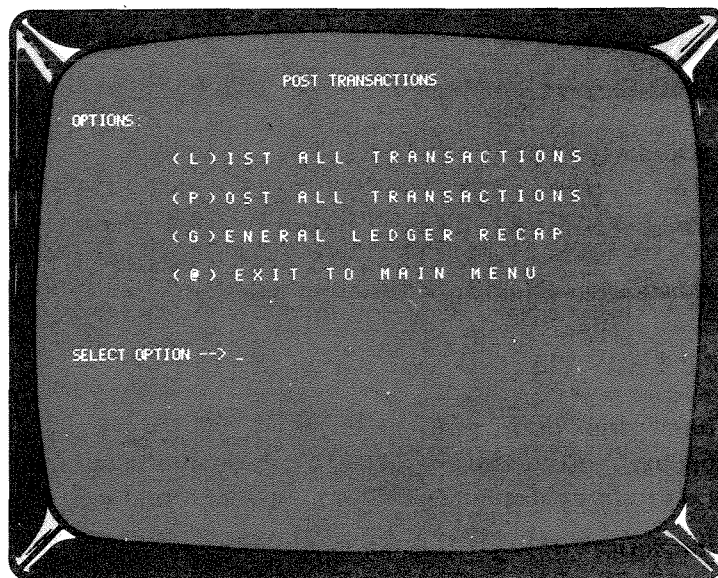 POST TRANSACTIONS
OPTIONS:
(L)IST ALL TRANSACTIONS
(P)OST ALL TRANSACTIONS
(G)ENERAL LEDGER RECAP
(@) EXIT TO MAIN MENU
SELECT OPTION --> _